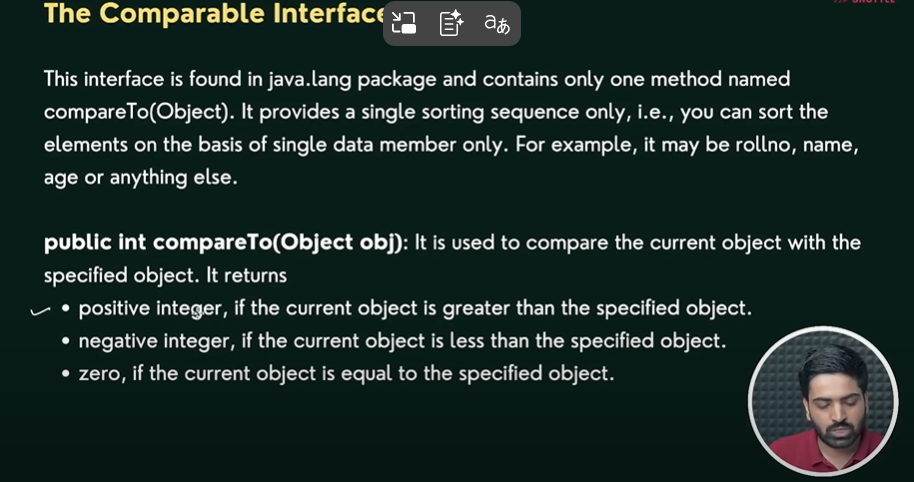 The Comparable Interface
This interface is found in java.lang package and contains only one method named
compareTo(Object). It provides a single sorting sequence only, i.e., you can sort the
elements on the basis of single data member only. For example, it may be rollno, name,
age or anything else.
public int compareTo(Object obj): It is used to compare the current object with the
specified object. It returns
• positive integer, if the current object is greater than the specified object.
• negative integer, if the current object is less than the specified object.
• zero, if the current object is equal to the specified object.